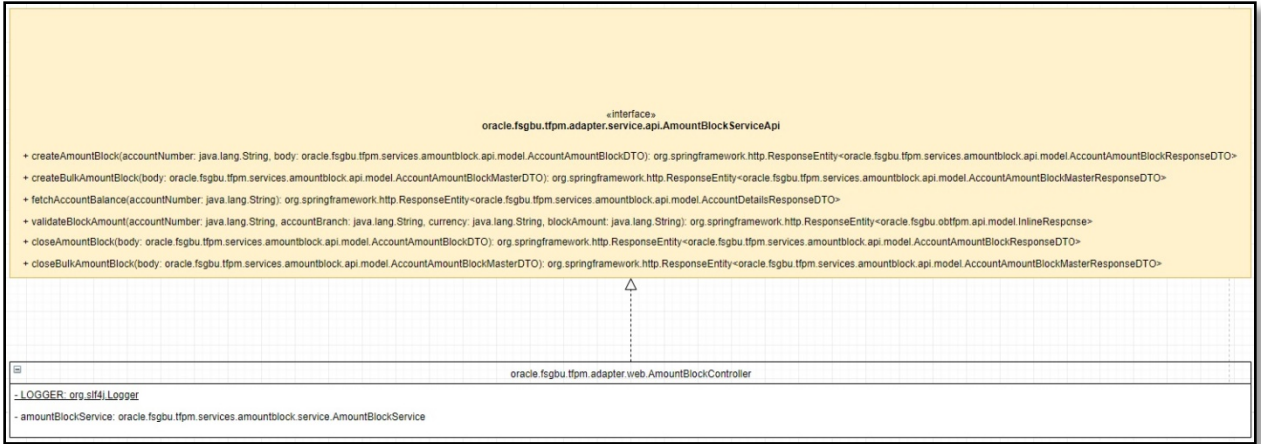 «interface»
oracle.fsgbu.tfpm.adapter.service.api.AmountBlockServiceApi
+ createAmountBlock(accountNumber: java.lang.String, body: oracle.fsgbu.tfpm.services.amountblock.api.model.AccountAmountBlockDTO): org.springframework.http.ResponseEntity<oracle.fsgbu.tfpm.services.amountblock.api.model.AccountAmountBlockResponseDTO>
+ createBulkAmountBlock(body: oracle.fsgbu.tfpm.services.amountblock.api.model.AccountAmountBlockMasterDTO): org.springframework.http.ResponseEntity<oracle.fsgbu.tfpm.services.amountblock.api.model.AccountAmountBlockMasterResponseDTO>
+ fetchAccountBalance(accountNumber: java.lang.String): org.springframework.http.ResponseEntity<oracle.fsgbu.tfpm.services.amountblock.api.model.AccountDetailsResponseDTO>
+ validateBlockAmount(accountNumber: java.lang.String, accountBranch: java.lang.String, currency: java.lang.String, blockAmount: java.lang.String): org.springframework.http.ResponseEntity<oracle.fsgbu.obtfpm.api.model.InlineResponse>
+ closeAmountBlock(body: oracle.fsgbu.tfpm.services.amountblock.api.model.AccountAmountBlockDTO): org.springframework.http.ResponseEntity<oracle.fsgbu.tfpm.services.amountblock.api.model.AccountAmountBlockResponseDTO>
+ closeBulkAmountBlock(body: oracle.fsgbu.tfpm.services.amountblock.api.model.AccountAmountBlockMasterDTO): org.springframework.http.ResponseEntity<oracle.fsgbu.tfpm.services.amountblock.api.model.AccountAmountBlockMasterResponseDTO>
oracle.fsgbu.tfpm.adapter.web.AmountBlockController
- LOGGER: org.slf4j.Logger
- amountBlockService: oracle.fsgbu.tfpm.services.amountblock.service.AmountBlockService